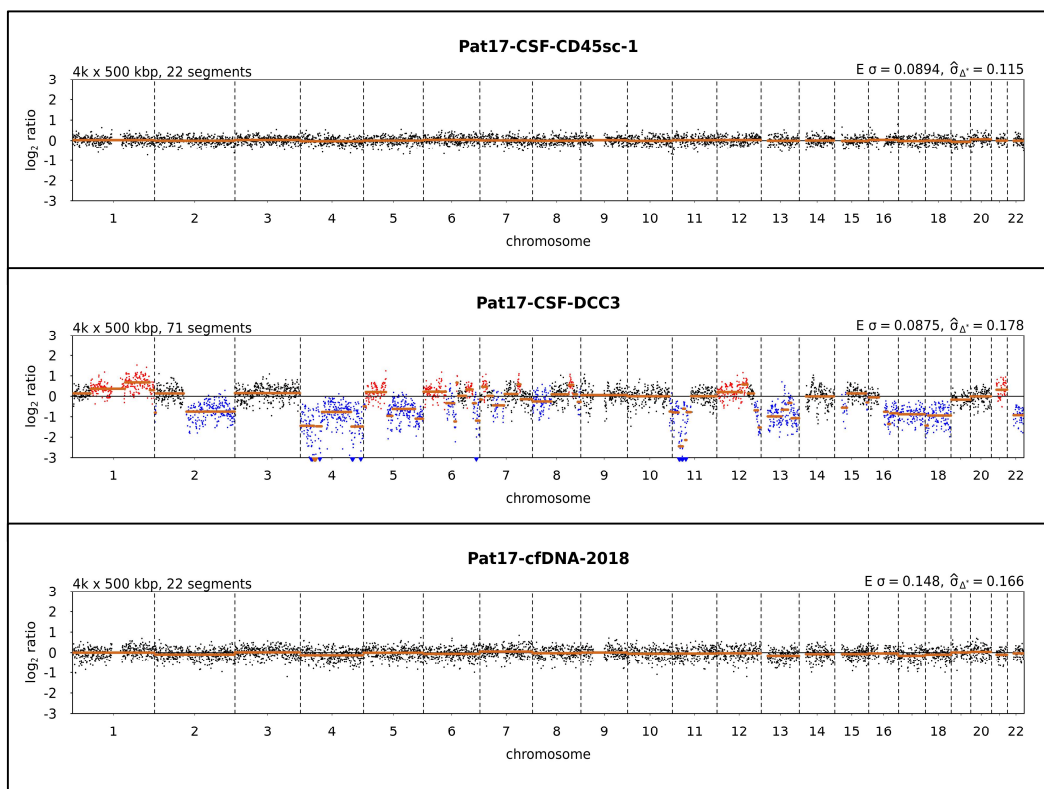 Pat17-CSF-CD45sc-1
4k x 500 kbp, 22 segments E σ = 0.0894, σ̂Δ* = 0.115
3
2
1
0
-1
-2
-3
log2 ratio
1 2 3 4 5 6 7 8 9 10 11 12 13 14 15 16 18 20 22
chromosome
Pat17-CSF-DCC3
4k x 500 kbp, 71 segments E σ = 0.0875, σ̂Δ* = 0.178
3
2
1
0
-1
-2
-3
log2 ratio
1 2 3 4 5 6 7 8 9 10 11 12 13 14 15 16 18 20 22
chromosome
Pat17-cfDNA-2018
4k x 500 kbp, 22 segments E σ = 0.148, σ̂Δ* = 0.166
3
2
1
0
-1
-2
-3
log2 ratio
1 2 3 4 5 6 7 8 9 10 11 12 13 14 15 16 18 20 22
chromosome